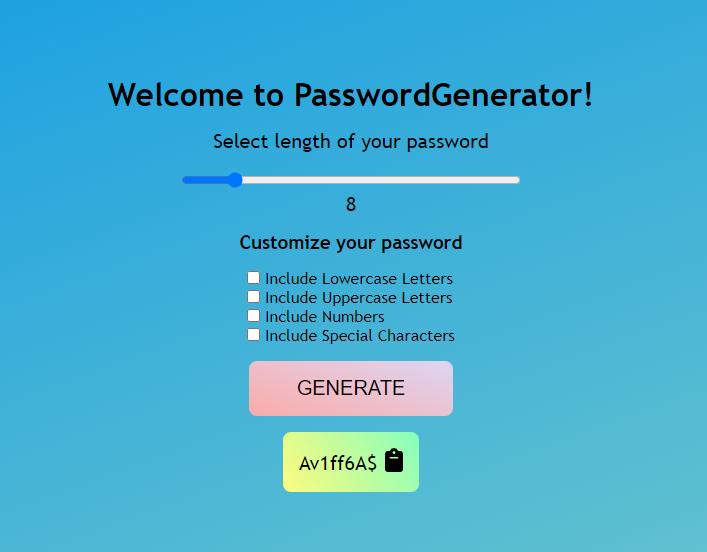 Welcome to PasswordGenerator!
Select length of your password
8
Customize your password
Include Lowercase Letters
Include Uppercase Letters
Include Numbers
Include Special Characters
GENERATE
Av1ff6A$